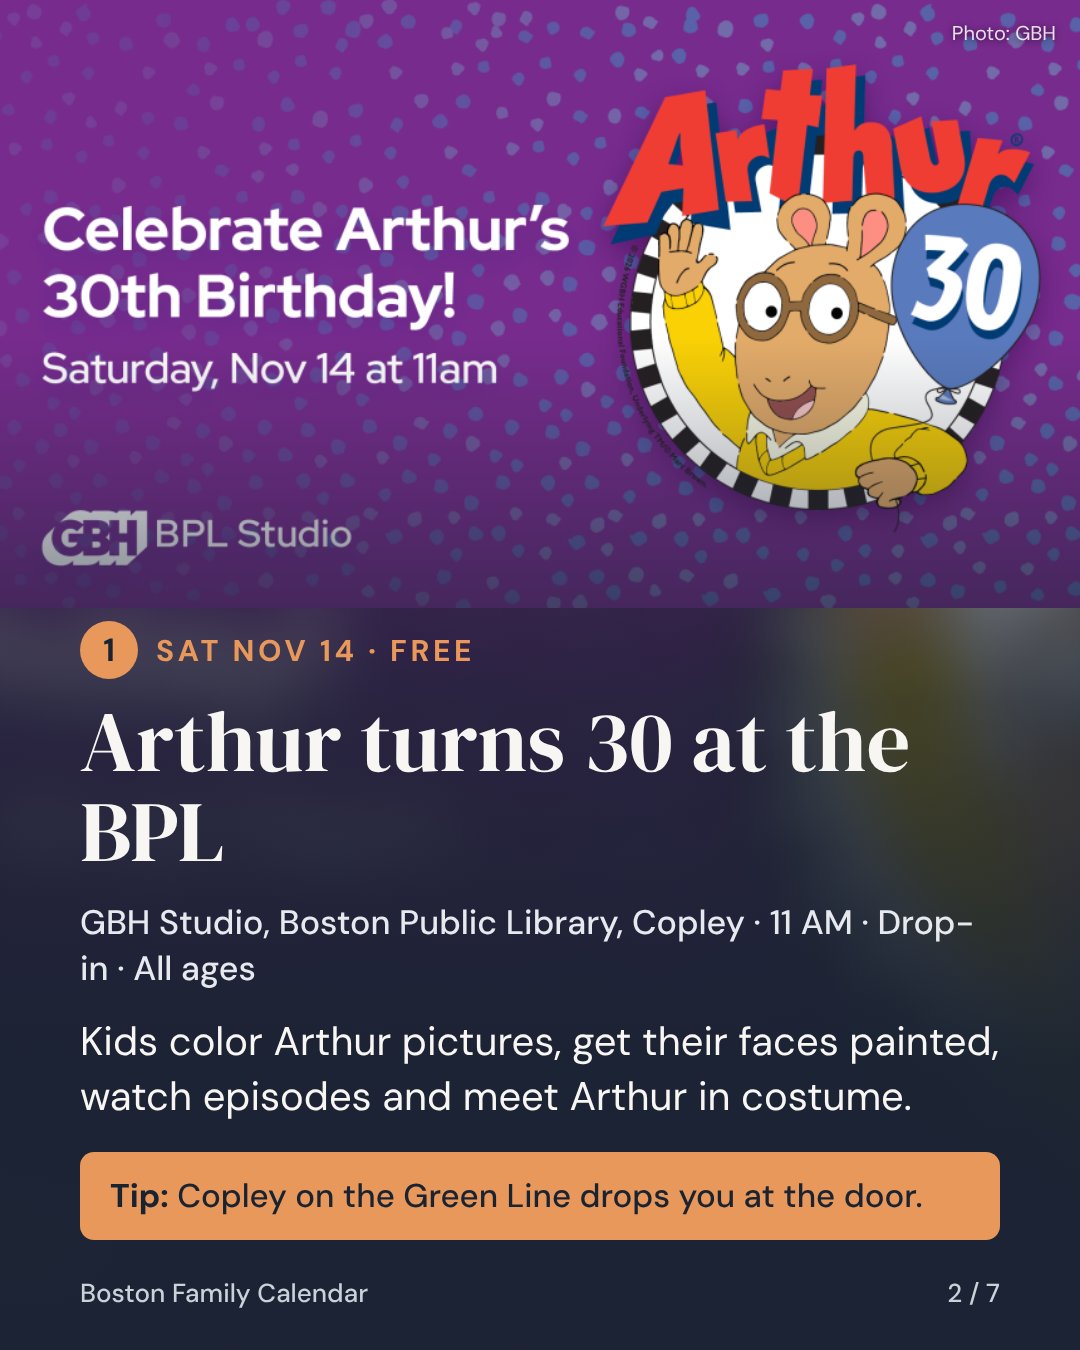 Photo: GBH
Arthur®
30
Celebrate Arthur's
30th Birthday!
Saturday, Nov 14 at 11am
GBH BPL Studio
1 SAT NOV 14 · FREE
Arthur turns 30 at the
BPL
GBH Studio, Boston Public Library, Copley · 11 AM · Drop-
in · All ages
Kids color Arthur pictures, get their faces painted,
watch episodes and meet Arthur in costume.
Tip: Copley on the Green Line drops you at the door.
Boston Family Calendar
2 / 7